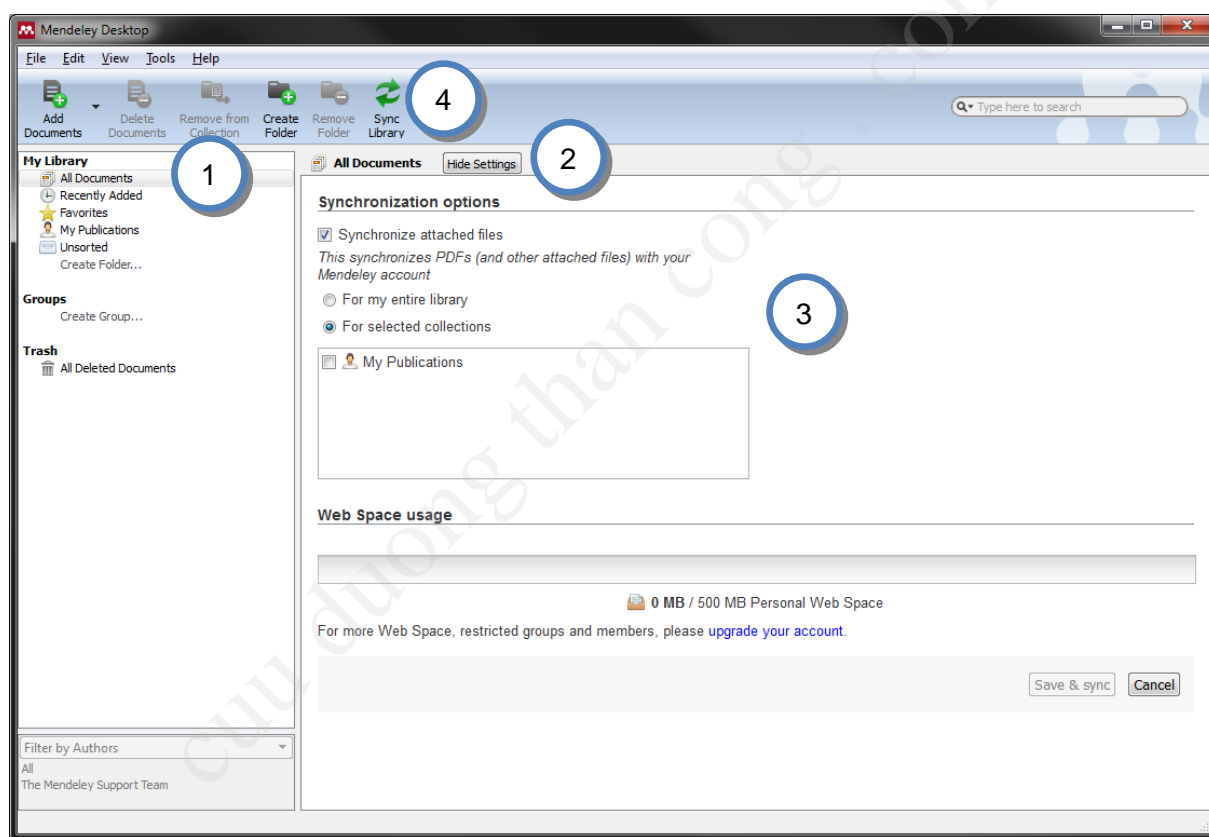 Mendeley Desktop
File Edit View Tools Help
Add Documents
Delete Documents
Remove from Collection
Create Folder
Remove Folder
Sync Library
4
Type here to search
My Library
All Documents
1
Recently Added
Favorites
My Publications
Unsorted
Create Folder...
Groups
Create Group...
Trash
All Deleted Documents
Filter by Authors
All
The Mendeley Support Team
All Documents
Hide Settings
2
Synchronization options
Synchronize attached files
This synchronizes PDFs (and other attached files) with your
Mendeley account
For my entire library
For selected collections
3
My Publications
Web Space usage
0 MB / 500 MB Personal Web Space
For more Web Space, restricted groups and members, please upgrade your account.
Save & sync
Cancel
cuu duong than cong . com